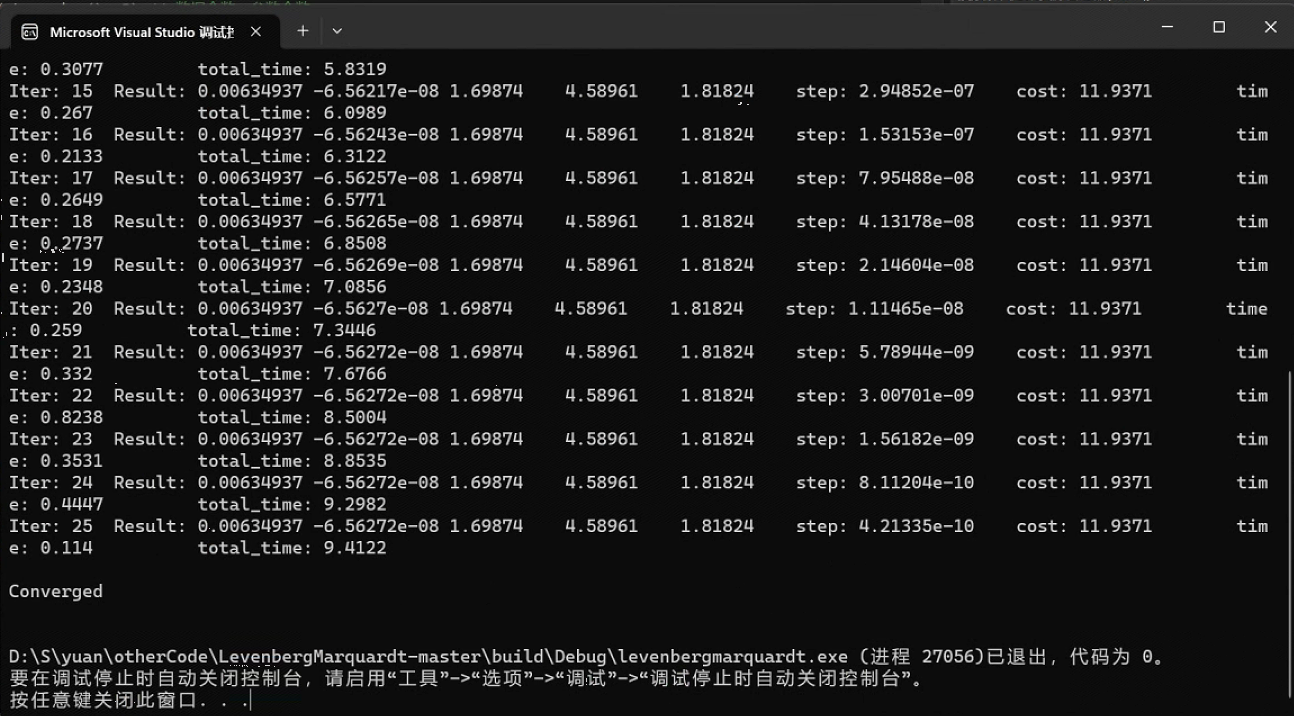 Microsoft Visual Studio 调试
e: 0.3077 total_time: 5.8319
Iter: 15 Result: 0.00634937 -6.56217e-08 1.69874 4.58961 1.81824 step: 2.94852e-07 cost: 11.9371 tim
e: 0.267 total_time: 6.0989
Iter: 16 Result: 0.00634937 -6.56243e-08 1.69874 4.58961 1.81824 step: 1.53153e-07 cost: 11.9371 tim
e: 0.2133 total_time: 6.3122
Iter: 17 Result: 0.00634937 -6.56257e-08 1.69874 4.58961 1.81824 step: 7.95488e-08 cost: 11.9371 tim
e: 0.2649 total_time: 6.5771
Iter: 18 Result: 0.00634937 -6.56265e-08 1.69874 4.58961 1.81824 step: 4.13178e-08 cost: 11.9371 tim
e: 0.2737 total_time: 6.8508
Iter: 19 Result: 0.00634937 -6.56269e-08 1.69874 4.58961 1.81824 step: 2.14604e-08 cost: 11.9371 tim
e: 0.2348 total_time: 7.0856
Iter: 20 Result: 0.00634937 -6.5627e-08 1.69874 4.58961 1.81824 step: 1.11465e-08 cost: 11.9371 time
: 0.259 total_time: 7.3446
Iter: 21 Result: 0.00634937 -6.56272e-08 1.69874 4.58961 1.81824 step: 5.78944e-09 cost: 11.9371 tim
e: 0.332 total_time: 7.6766
Iter: 22 Result: 0.00634937 -6.56272e-08 1.69874 4.58961 1.81824 step: 3.00701e-09 cost: 11.9371 tim
e: 0.8238 total_time: 8.5004
Iter: 23 Result: 0.00634937 -6.56272e-08 1.69874 4.58961 1.81824 step: 1.56182e-09 cost: 11.9371 tim
e: 0.3531 total_time: 8.8535
Iter: 24 Result: 0.00634937 -6.56272e-08 1.69874 4.58961 1.81824 step: 8.11204e-10 cost: 11.9371 tim
e: 0.4447 total_time: 9.2982
Iter: 25 Result: 0.00634937 -6.56272e-08 1.69874 4.58961 1.81824 step: 4.21335e-10 cost: 11.9371 tim
e: 0.114 total_time: 9.4122
Converged
D:\S\yuan\otherCode\LevenbergMarquardt-master\build\Debug\levenbergmarquardt.exe (进程 27056)已退出，代码为 0。
要在调试停止时自动关闭控制台，请启用“工具”->“选项”->“调试”->“调试停止时自动关闭控制台”。
按任意键关闭此窗口. . .